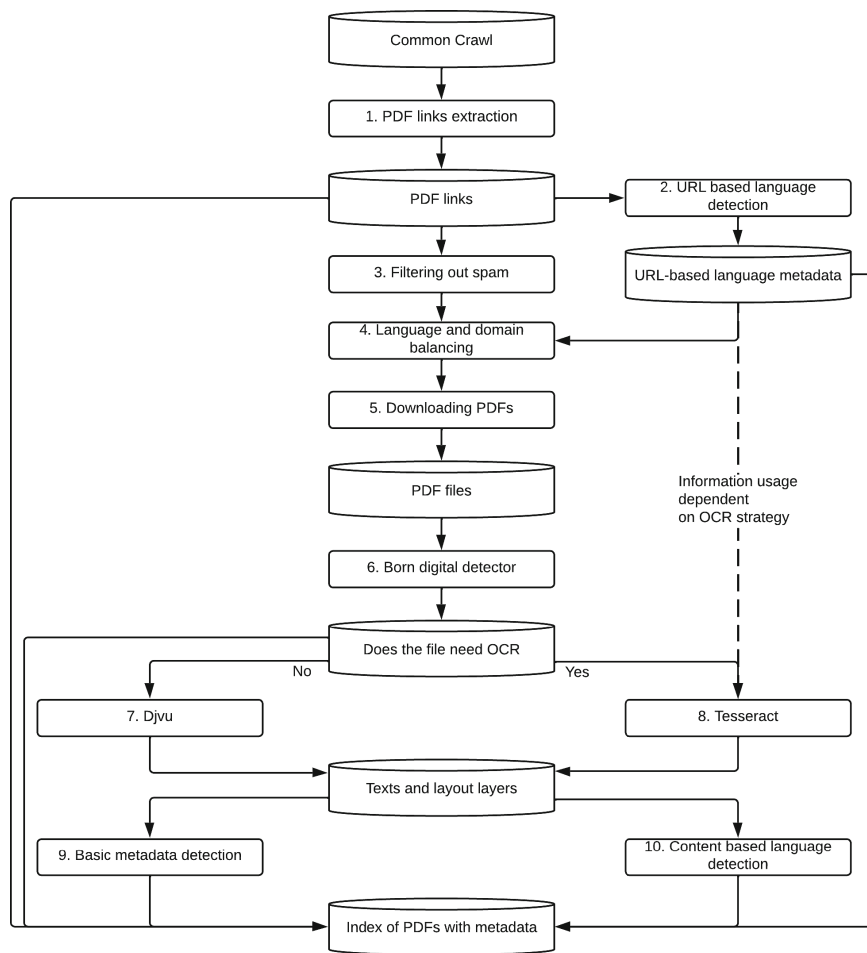 Common Crawl
1. PDF links extraction
PDF links
2. URL based language
detection
3. Filtering out spam
URL-based language metadata
4. Language and domain
balancing
5. Downloading PDFs
PDF files
Information usage
dependent
on OCR strategy
6. Born digital detector
Does the file need OCR
No
Yes
7. Djvu
8. Tesseract
Texts and layout layers
9. Basic metadata detection
10. Content based language
detection
Index of PDFs with metadata